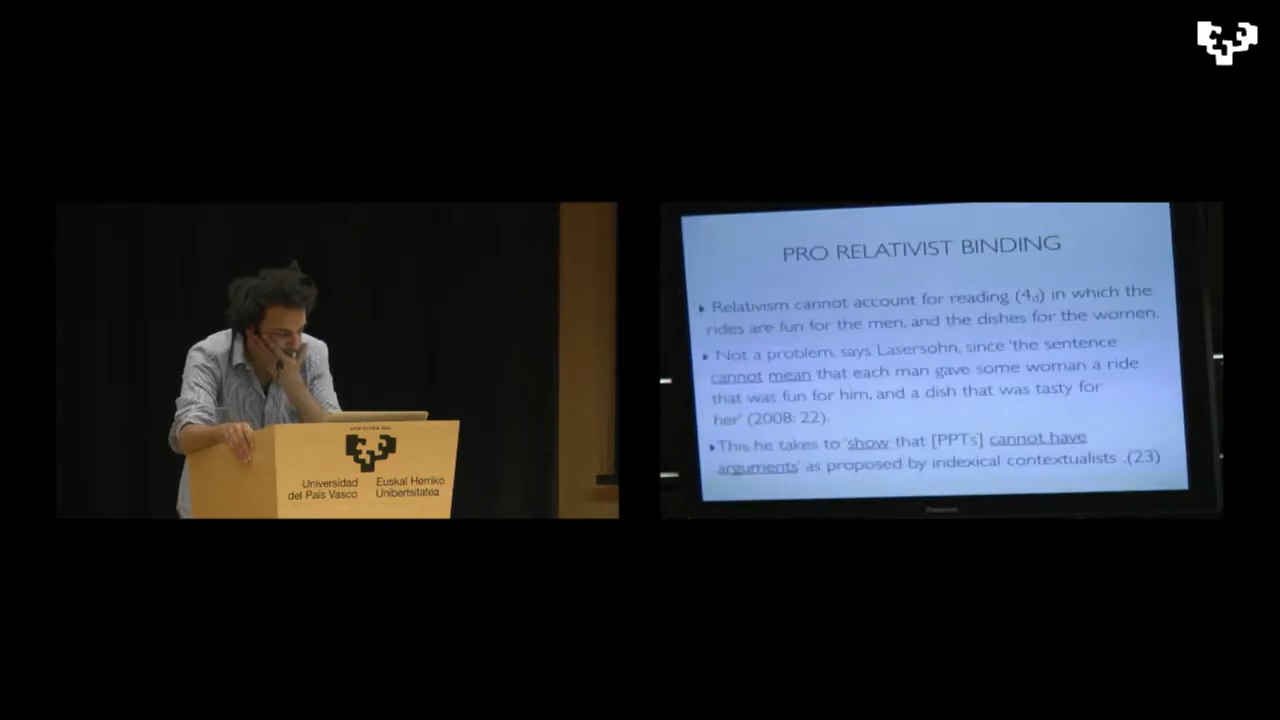 Universidad
del País Vasco
Euskal Herriko
Unibertsitatea
PRO RELATIVIST BINDING
Relativism cannot account for reading (4d) in which the
rides are fun for the men, and the dishes for the women.
Not a problem, says Lasersohn, since 'the sentence
cannot mean that each man gave some woman a ride
that was fun for him, and a dish that was tasty for
her' (2008: 22).
This he takes to 'show that [PPTs] cannot have
arguments' as proposed by indexical contextualists .(23)
Panasonic